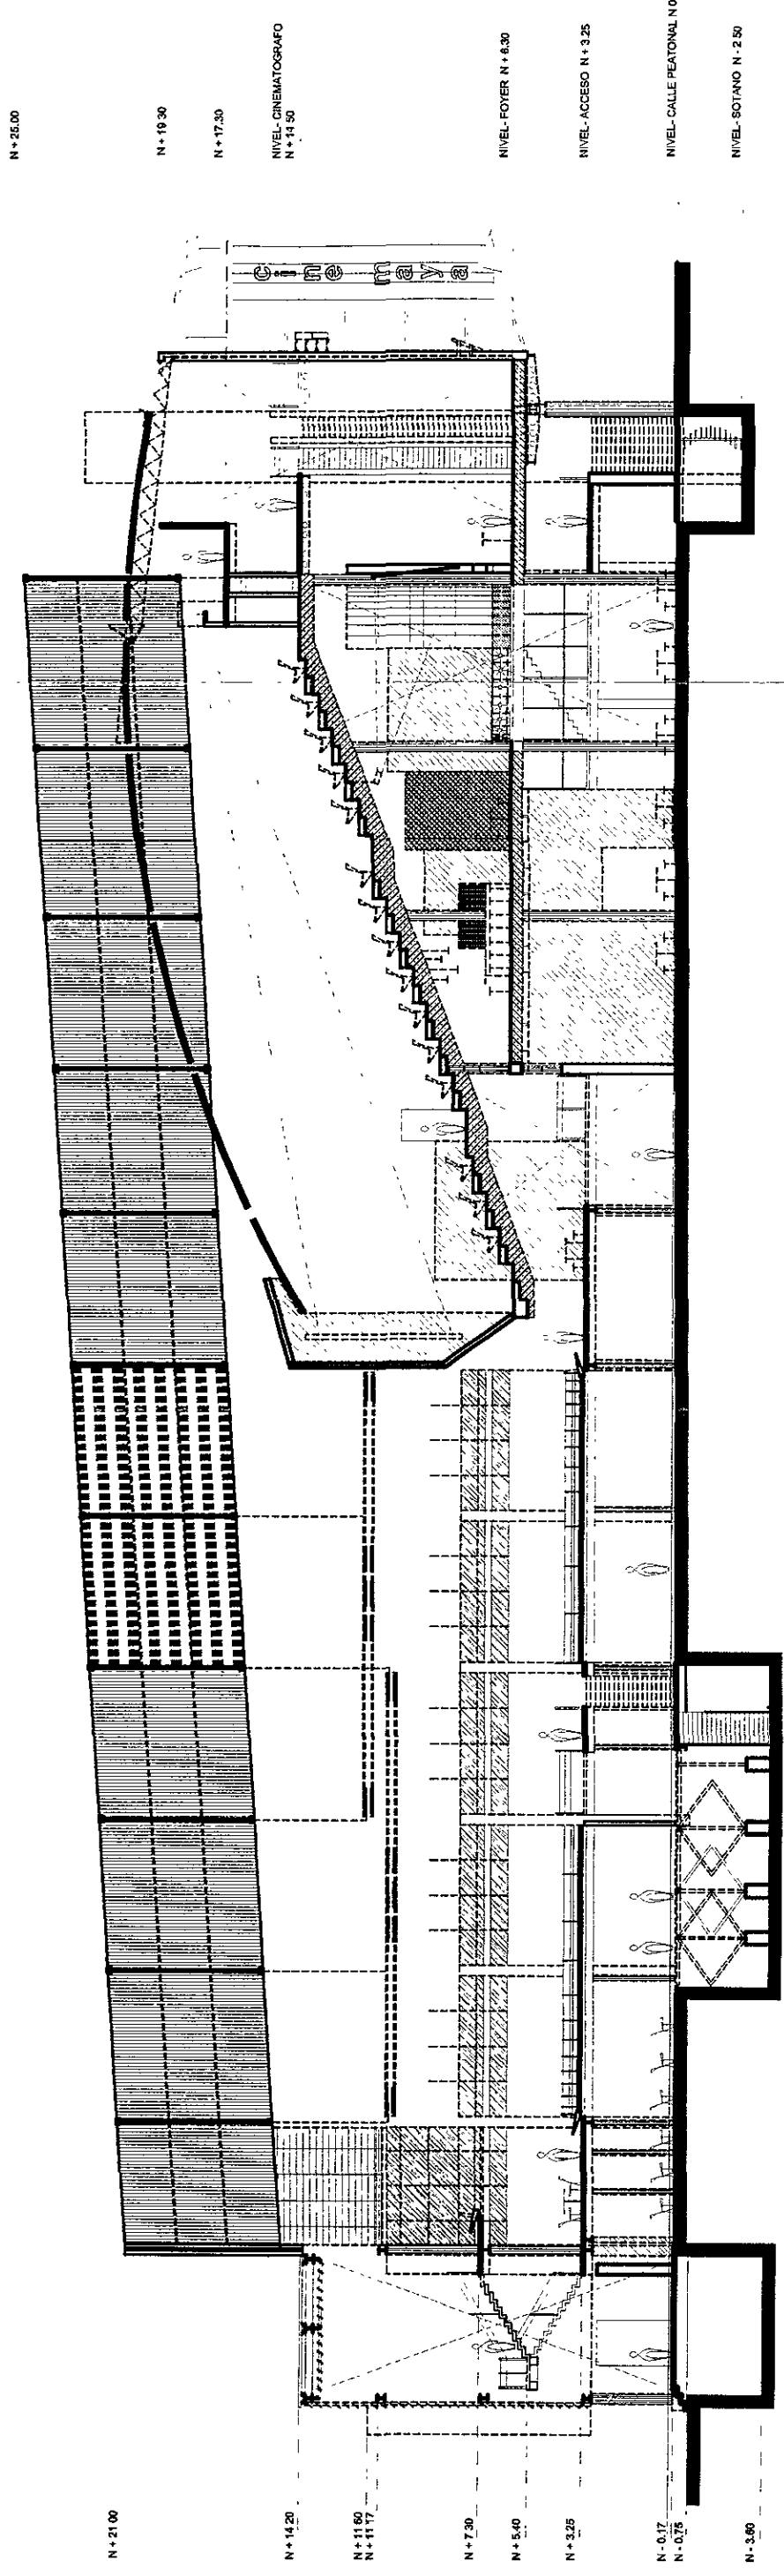 N + 25.00
N + 19.30
N + 17.30
NIVEL- CINEMATOGRAFO
N + 14.50
NIVEL- FOYER N + 6.30
NIVEL- ACCESO N + 3.25
NIVEL- CALLE PEATONAL N 0
NIVEL- SOTANO N - 2.50
cine maya
N + 21.00
N + 14.20
N + 11.60
N + 11.17
N + 7.30
N + 5.40
N + 3.25
N - 0.17
N - 0.75
N - 3.60